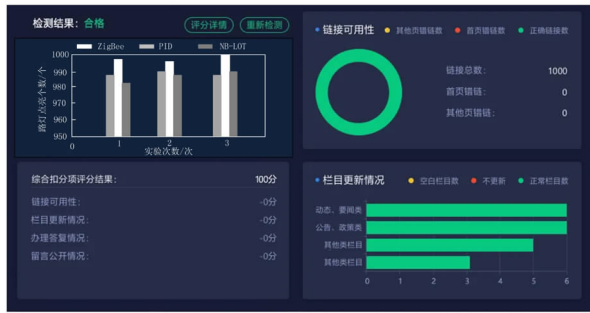 检测结果：合格
评分详情
重新检测
ZigBee PID NB-LOT
路灯点亮个数/个
1000
990
980
970
960
950
0 1 2 3
实验次数/次
链接可用性 其他页错链数 首页错链数 正确链接数
链接总数： 1000
首页错链： 0
其他页错链： 0
综合扣分项评分结果： 100分
链接可用性： -0分
栏目更新情况： -0分
办理答复情况： -0分
留言公开情况： -0分
栏目更新情况 空白栏目数 不更新 正常栏目数
动态、要闻类
公告、政策类
其他类栏目
其他类栏目
0 1 2 3 4 5 6